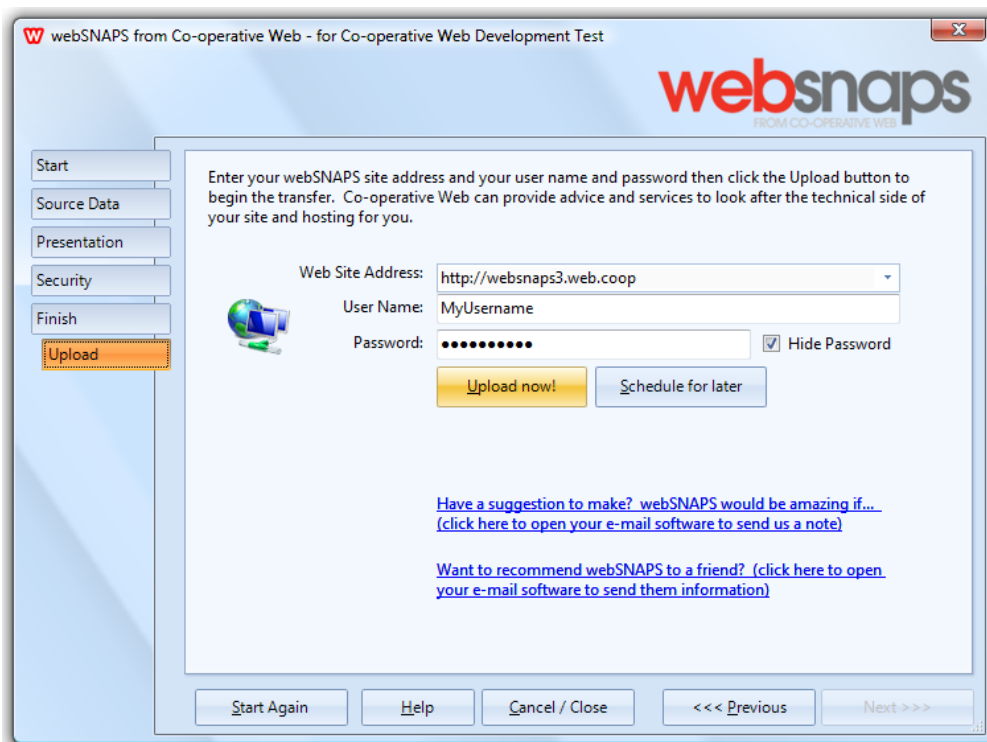 webSNAPS from Co-operative Web - for Co-operative Web Development Test
websnaps
FROM CO-OPERATIVE WEB
Start
Source Data
Presentation
Security
Finish
Upload
Enter your webSNAPS site address and your user name and password then click the Upload button to
begin the transfer. Co-operative Web can provide advice and services to look after the technical side of
your site and hosting for you.
Web Site Address: http://websnaps3.web.coop
User Name: MyUsername
Password: ●●●●●●●●●● Hide Password
Upload now! Schedule for later
Have a suggestion to make? webSNAPS would be amazing if...
(click here to open your e-mail software to send us a note)
Want to recommend webSNAPS to a friend? (click here to open
your e-mail software to send them information)
Start Again Help Cancel / Close <<< Previous Next >>>